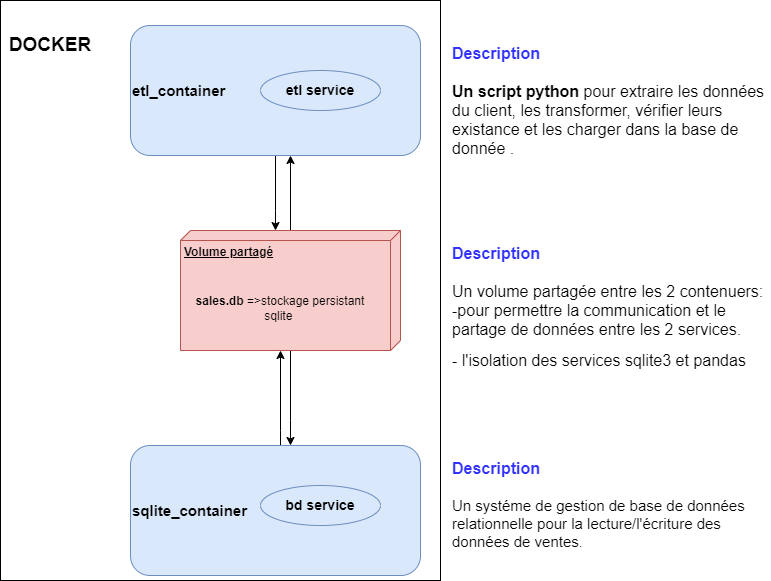 DOCKER
etl_container
etl service
Description
Un script python pour extraire les données
du client, les transformer, vérifier leurs
existance et les charger dans la base de
donnée .
Volume partagé
sales.db =>stockage persistant
sqlite
Description
Un volume partagée entre les 2 contenuers:
-pour permettre la communication et le
partage de données entre les 2 services.
- l'isolation des services sqlite3 et pandas
sqlite_container
bd service
Description
Un systéme de gestion de base de données
relationnelle pour la lecture/l'écriture des
données de ventes.